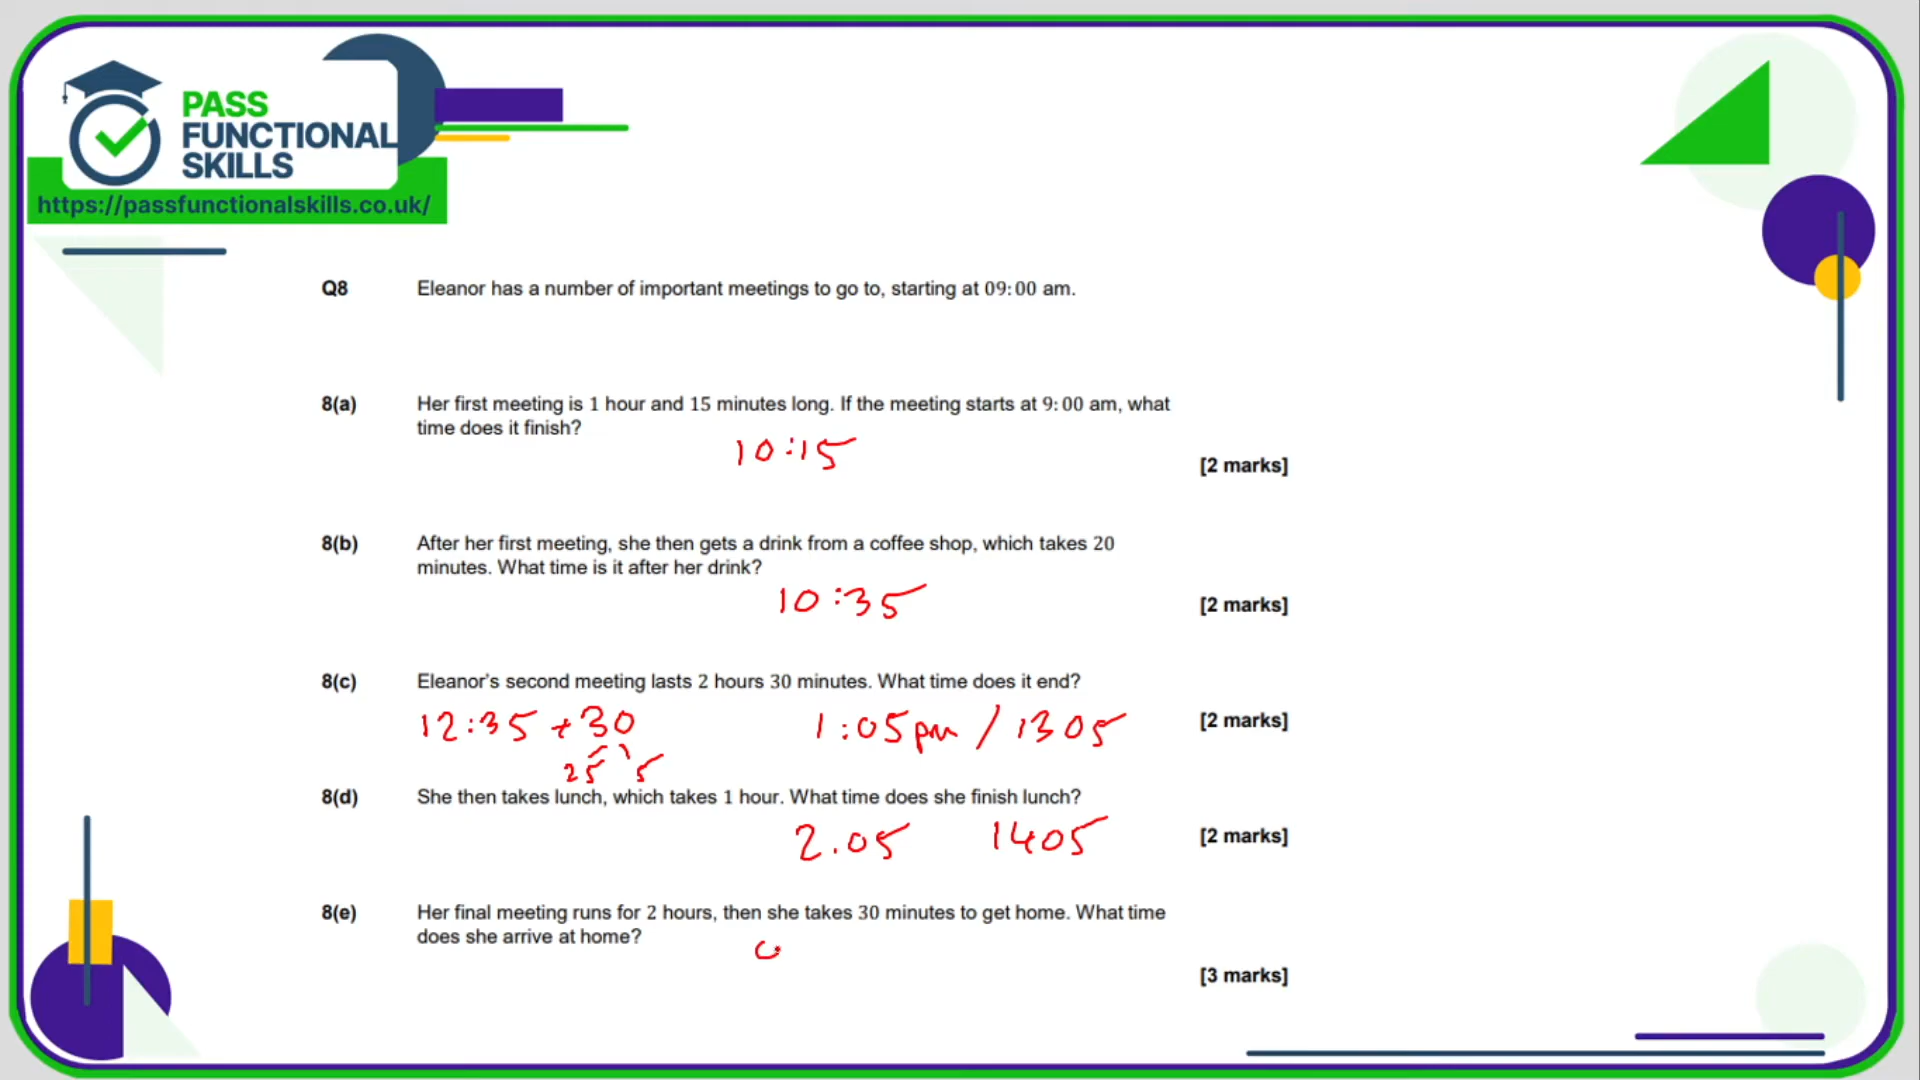 PASS
FUNCTIONAL
SKILLS
https://passfunctionalskills.co.uk/
Q8 Eleanor has a number of important meetings to go to, starting at 09:00 am.
8(a) Her first meeting is 1 hour and 15 minutes long. If the meeting starts at 9:00 am, what
time does it finish?
10:15
[2 marks]
8(b) After her first meeting, she then gets a drink from a coffee shop, which takes 20
minutes. What time is it after her drink?
10:35
[2 marks]
8(c) Eleanor's second meeting lasts 2 hours 30 minutes. What time does it end?
12:35 + 30 1:05pm / 1305 [2 marks]
25 5
8(d) She then takes lunch, which takes 1 hour. What time does she finish lunch?
2.05 1405 [2 marks]
8(e) Her final meeting runs for 2 hours, then she takes 30 minutes to get home. What time
does she arrive at home?
[3 marks]